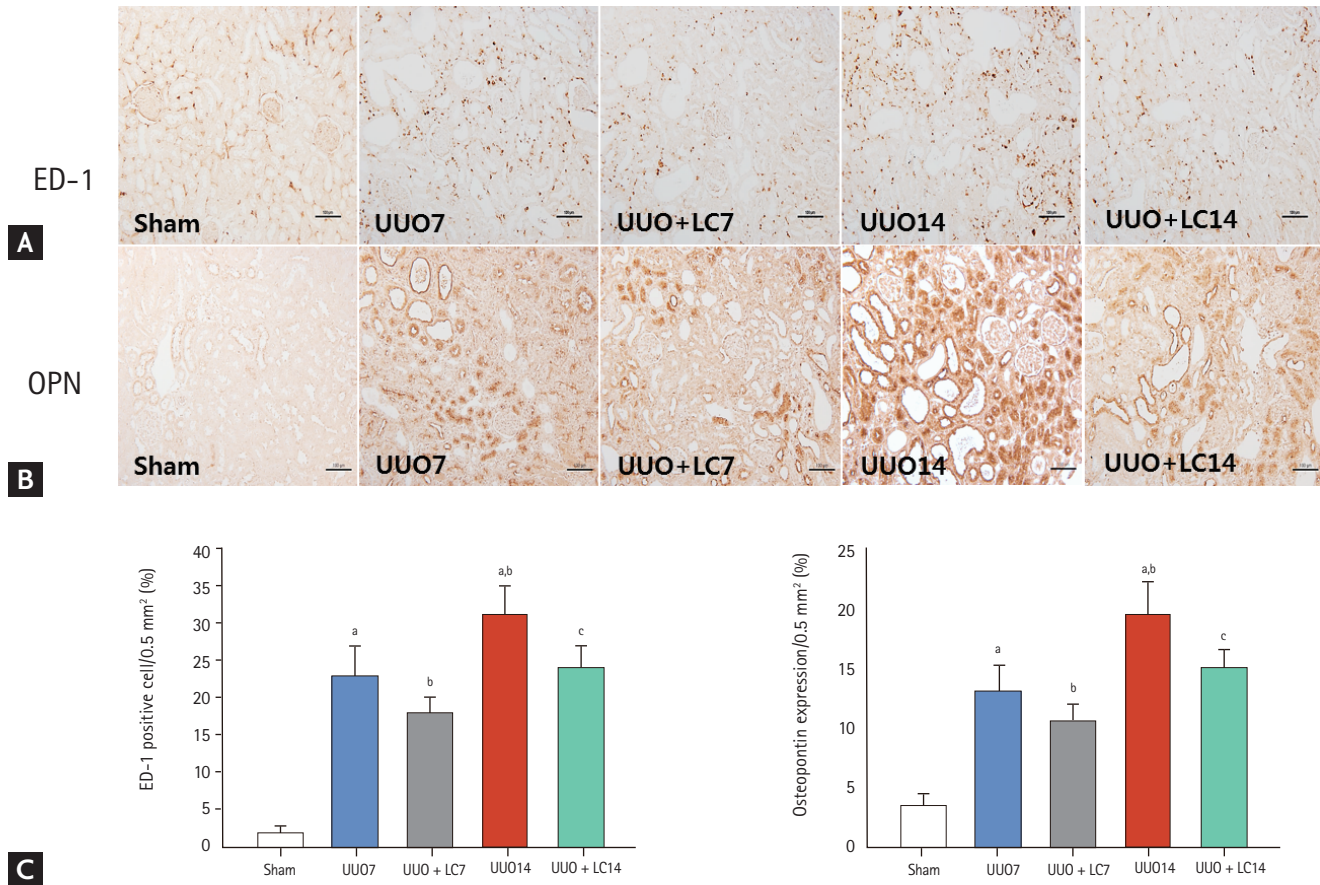 ED-1
Sham
UUO7
UUO+LC7
UUO14
UUO+LC14
A
OPN
Sham
UUO7
UUO+LC7
UUO14
UUO+LC14
B
ED-1 positive cell/0.5 mm² (%)
40
35
30
25
20
15
10
5
0
a
b
a,b
c
Sham
UUO7
UUO + LC7
UUO14
UUO + LC14
Osteopontin expression/0.5 mm² (%)
25
20
15
10
5
0
a
b
a,b
c
Sham
UUO7
UUO + LC7
UUO14
UUO + LC14
C